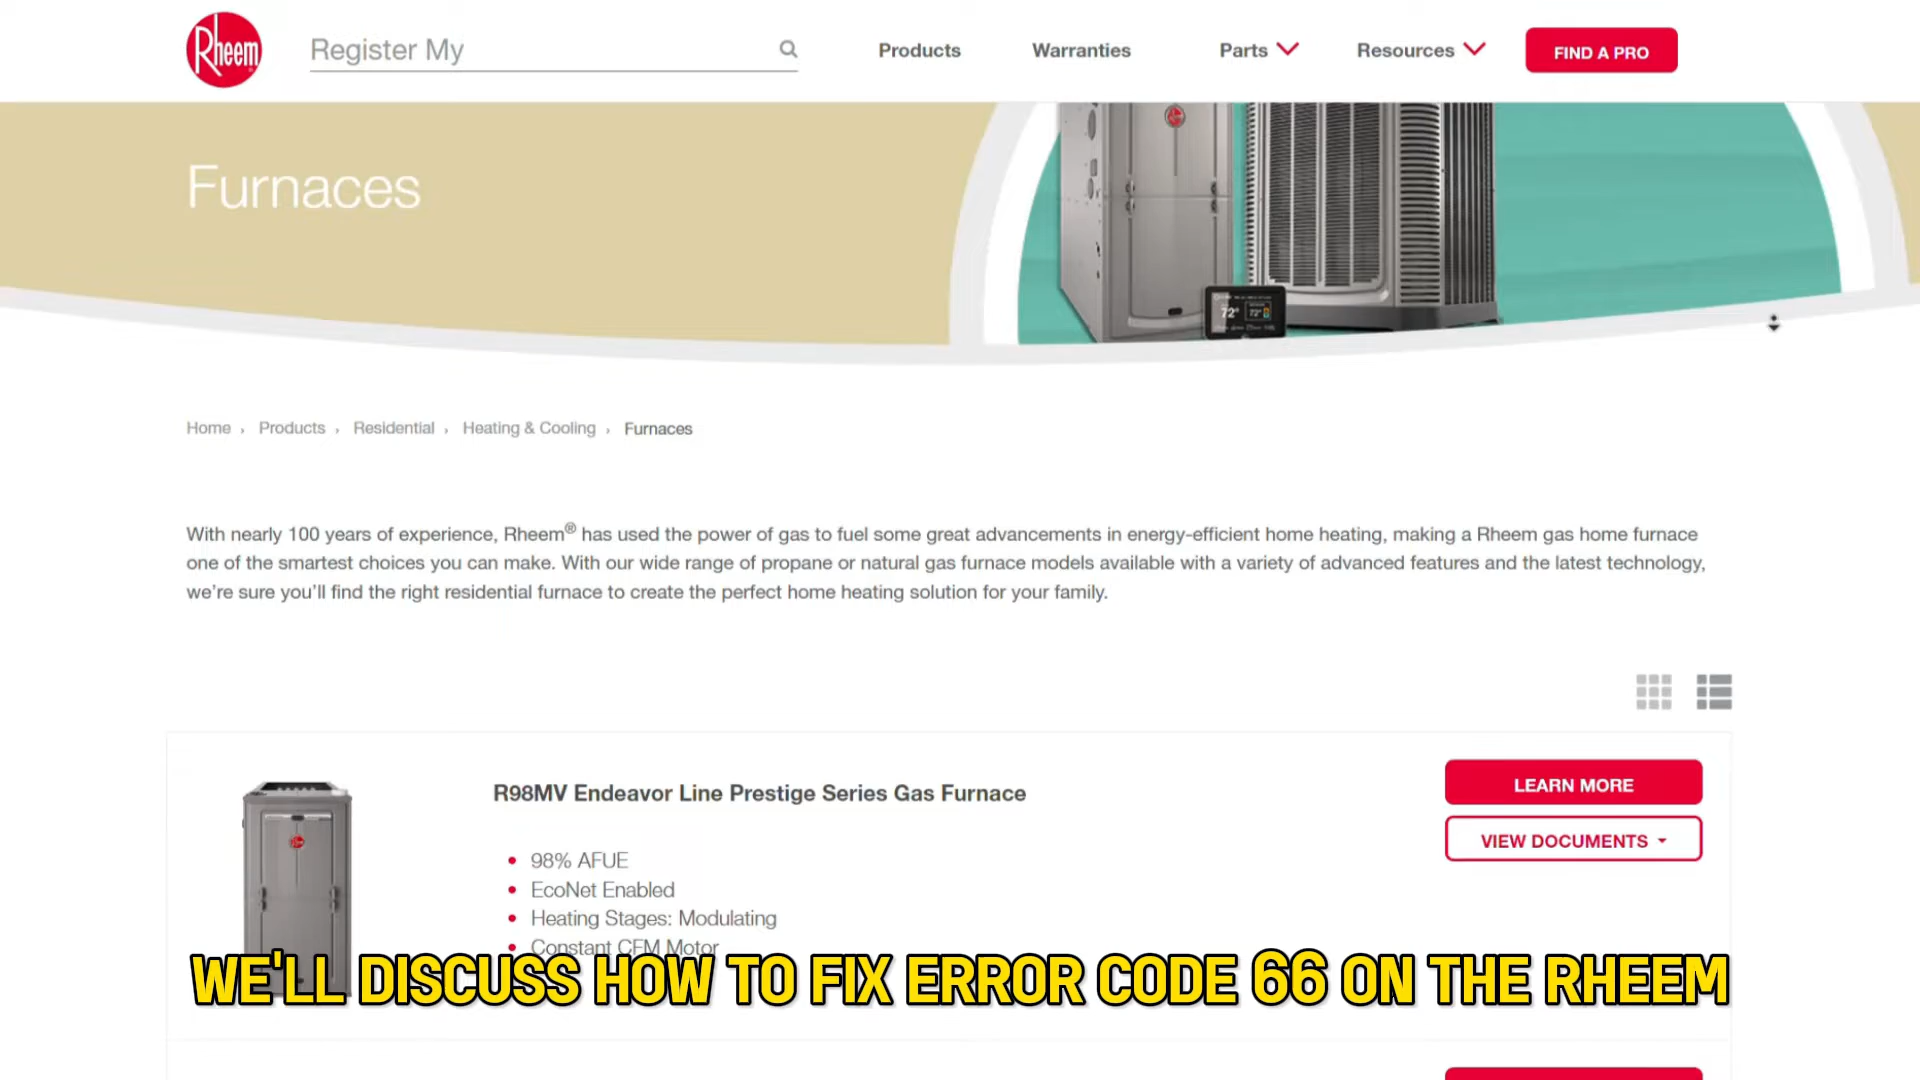 Rheem
Register My
Products
Warranties
Parts
Resources
FIND A PRO
Furnaces
72°
72°
Home › Products › Residential › Heating & Cooling › Furnaces
With nearly 100 years of experience, Rheem® has used the power of gas to fuel some great advancements in energy-efficient home heating, making a Rheem gas home furnace
one of the smartest choices you can make. With our wide range of propane or natural gas furnace models available with a variety of advanced features and the latest technology,
we’re sure you’ll find the right residential furnace to create the perfect home heating solution for your family.
R98MV Endeavor Line Prestige Series Gas Furnace
LEARN MORE
VIEW DOCUMENTS
• 98% AFUE
• EcoNet Enabled
• Heating Stages: Modulating
• Constant CFM Motor
WE'LL DISCUSS HOW TO FIX ERROR CODE 66 ON THE RHEEM